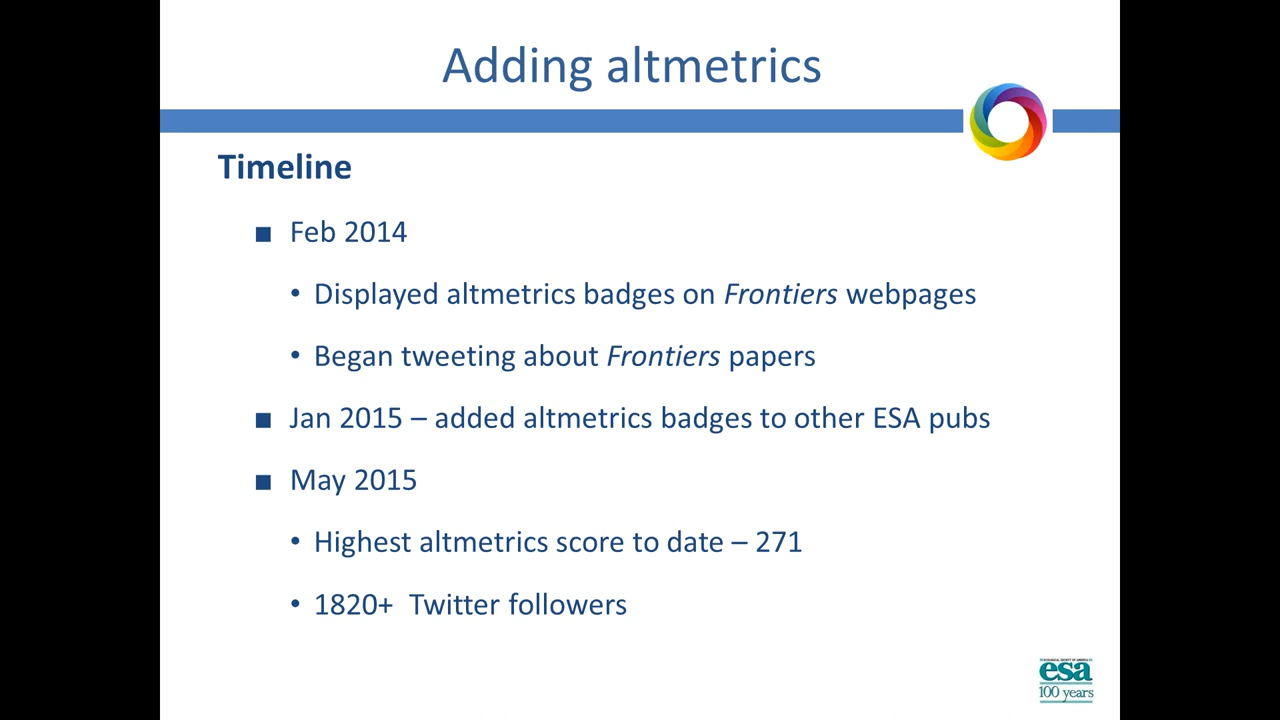 Adding altmetrics
Timeline
■ Feb 2014
• Displayed altmetrics badges on Frontiers webpages
• Began tweeting about Frontiers papers
■ Jan 2015 – added altmetrics badges to other ESA pubs
■ May 2015
• Highest altmetrics score to date – 271
• 1820+ Twitter followers
esa
100 years